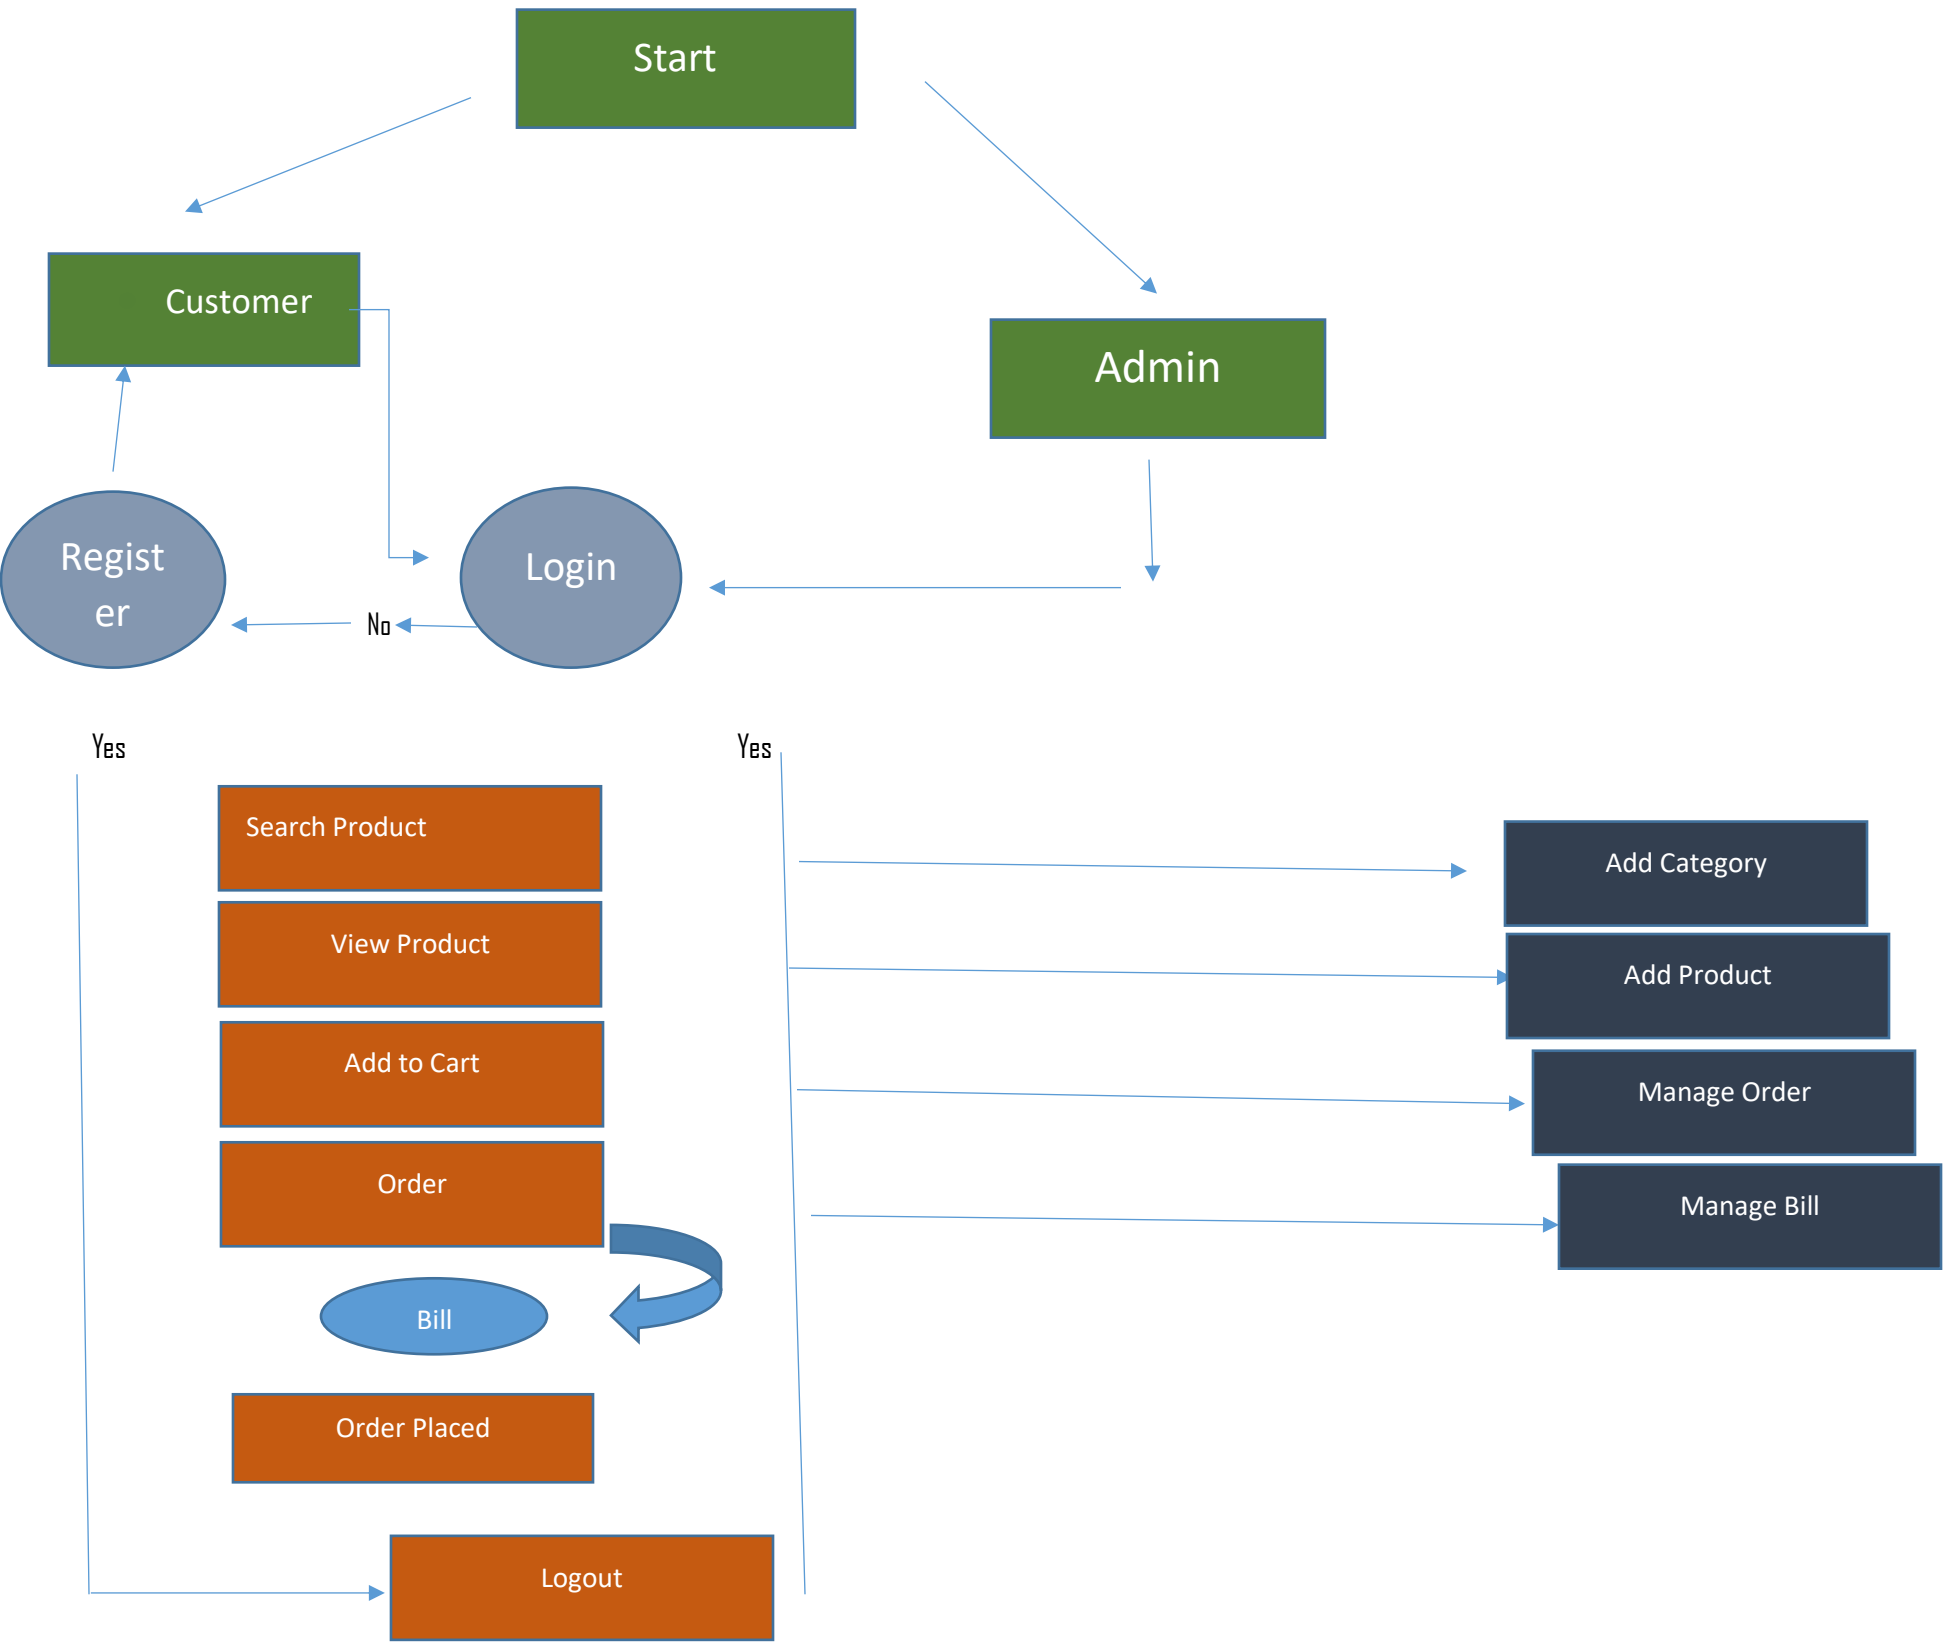 Start
Customer
Admin
Regist
er
Login
No
Yes
Yes
Search Product
View Product
Add to Cart
Order
Bill
Order Placed
Logout
Add Category
Add Product
Manage Order
Manage Bill